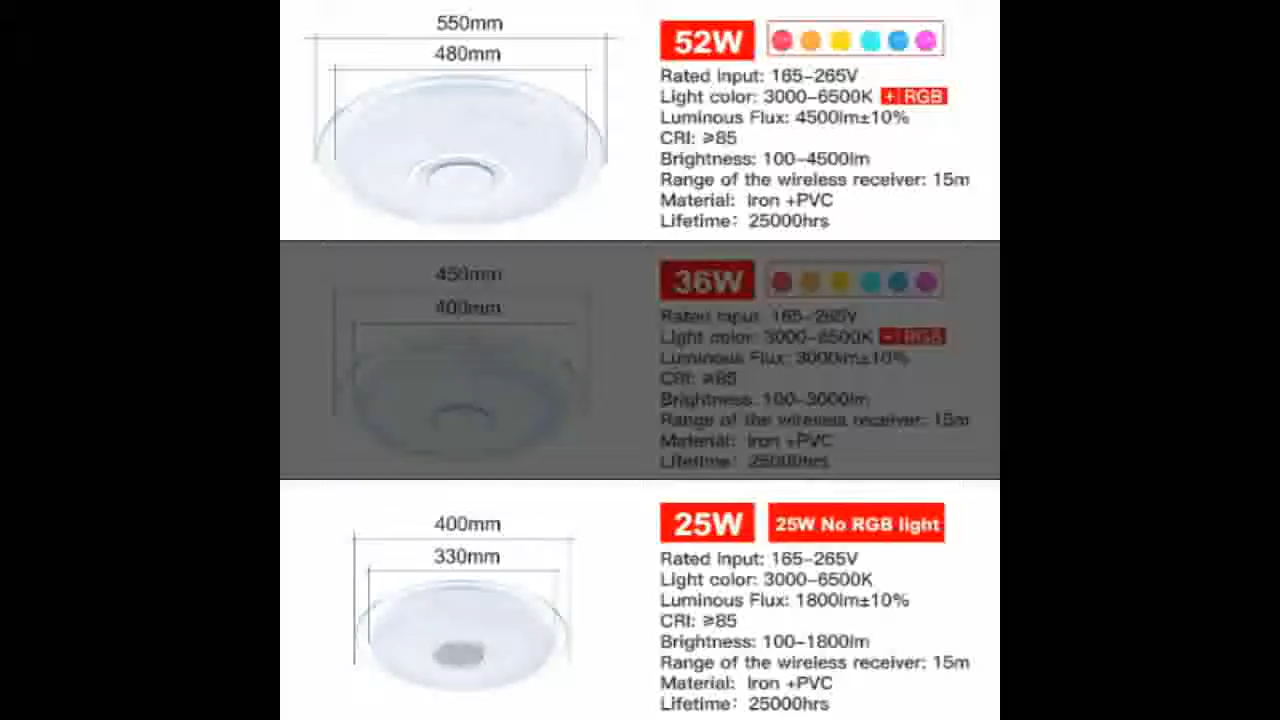 550mm
480mm
52W
Rated input: 165-265V
Light color: 3000-6500K + RGB
Luminous Flux: 4500lm±10%
CRI: ≥85
Brightness: 100-4500lm
Range of the wireless receiver: 15m
Material: Iron +PVC
Lifetime: 25000hrs
450mm
400mm
36W
Rated input: 165-265V
Light color: 3000-6500K + RGB
Luminous Flux: 3000lm±10%
CRI: ≥85
Brightness: 100-3000lm
Range of the wireless receiver: 15m
Material: Iron +PVC
Lifetime: 25000hrs
400mm
330mm
25W 25W No RGB light
Rated input: 165-265V
Light color: 3000-6500K
Luminous Flux: 1800lm±10%
CRI: ≥85
Brightness: 100-1800lm
Range of the wireless receiver: 15m
Material: Iron +PVC
Lifetime: 25000hrs